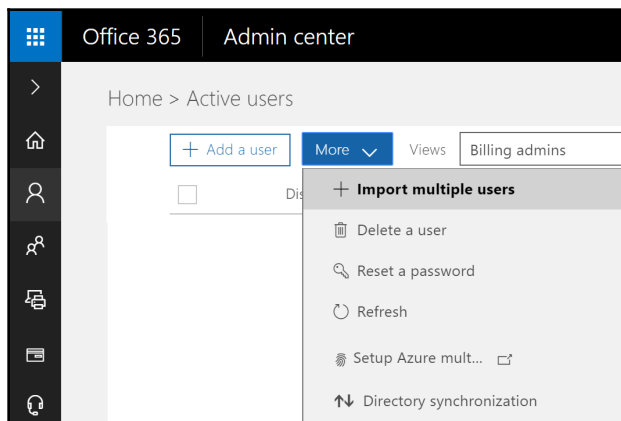 Office 365 Admin center
Home > Active users
+ Add a user More Views Billing admins
Dis
+ Import multiple users
Delete a user
Reset a password
Refresh
Setup Azure mult...
Directory synchronization